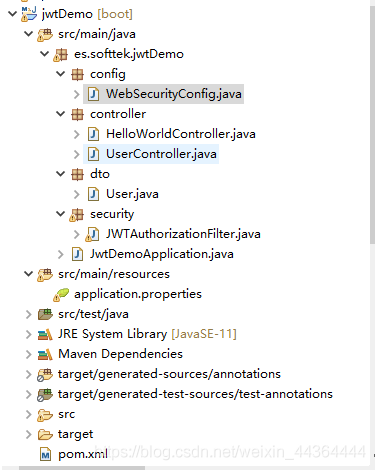 jwtDemo [boot]
src/main/java
es.softtek.jwtDemo
config
WebSecurityConfig.java
controller
HelloWorldController.java
UserController.java
dto
User.java
security
JWTAuthorizationFilter.java
JwtDemoApplication.java
src/main/resources
application.properties
src/test/java
JRE System Library [JavaSE-11]
Maven Dependencies
target/generated-sources/annotations
target/generated-test-sources/test-annotations
src
target
https://blog.csdn.net/weixin_44364444
pom.xml